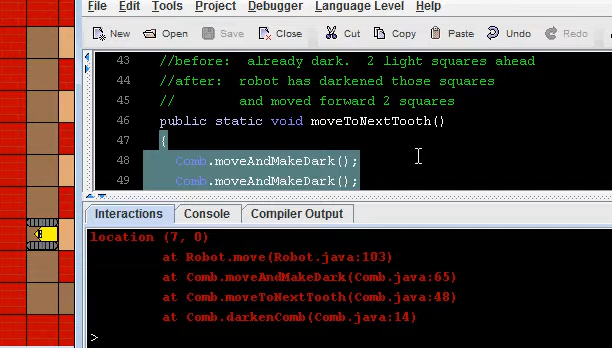 File Edit Tools Project Debugger Language Level Help
New Open Save Close Cut Copy Paste Undo Redo
43 //before: already dark. 2 light squares ahead
44 //after: robot has darkened those squares
45 // and moved forward 2 squares
46 public static void moveToNextTooth()
47 {
48 Comb.moveAndMakeDark();
49 Comb.moveAndMakeDark();
Interactions Console Compiler Output
location (7, 0)
at Robot.move(Robot.java:103)
at Comb.moveAndMakeDark(Comb.java:65)
at Comb.moveToNextTooth(Comb.java:48)
at Comb.darkenComb(Comb.java:14)
>